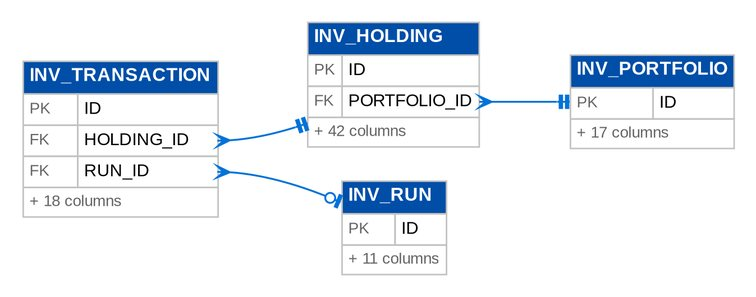 INV_TRANSACTION
PK ID
FK HOLDING_ID
FK RUN_ID
+ 18 columns
INV_HOLDING
PK ID
FK PORTFOLIO_ID
+ 42 columns
INV_PORTFOLIO
PK ID
+ 17 columns
INV_RUN
PK ID
+ 11 columns